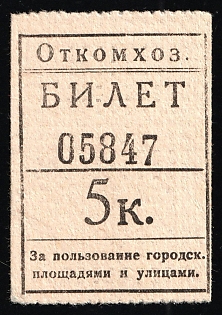 Откомхоз.
БИЛЕТ
05847
5к.
За пользование городск.
площадями и улицами.